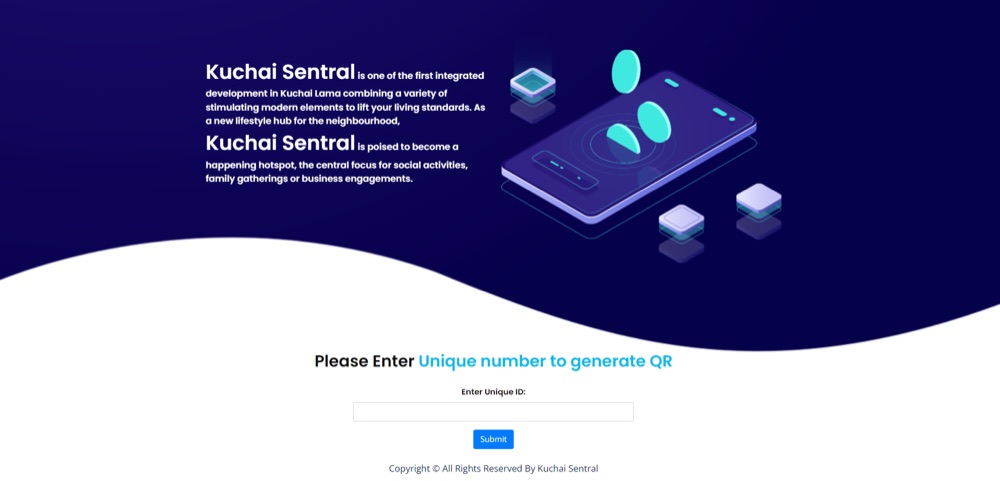 Kuchai Sentral is one of the first integrated
development in Kuchai Lama combining a variety of
stimulating modern elements to lift your living standards. As
a new lifestyle hub for the neighbourhood,
Kuchai Sentral is poised to become a
happening hotspot, the central focus for social activities,
family gatherings or business engagements.
Please Enter Unique number to generate QR
Enter Unique ID:
Submit
Copyright © All Rights Reserved By Kuchai Sentral